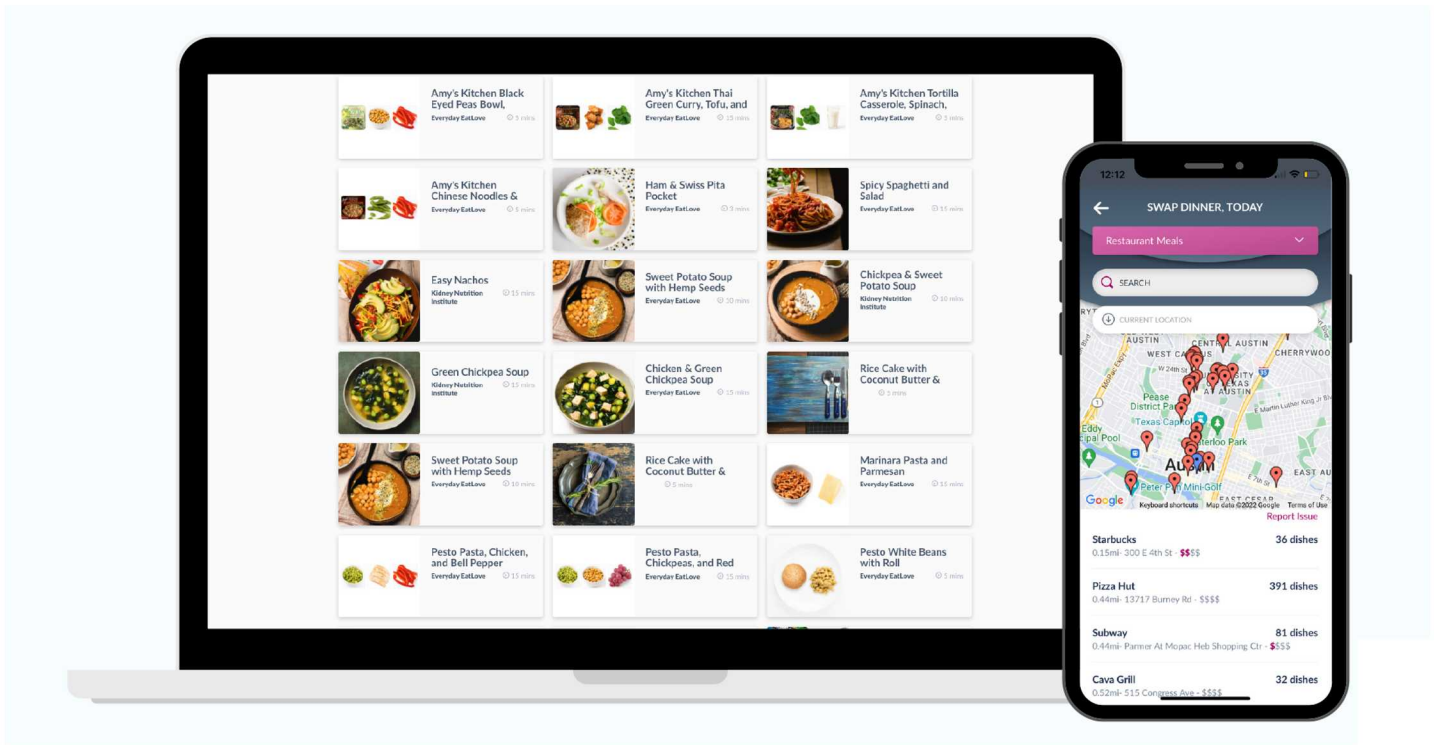 Amy's Kitchen Black
Eyed Peas Bowl,
Everyday EatLove 5 mins
Amy's Kitchen Thai
Green Curry, Tofu, and
Everyday EatLove 15 mins
Amy's Kitchen Tortilla
Casserole, Spinach,
Everyday EatLove 5 mins
Amy's Kitchen
Chinese Noodles &
Everyday EatLove 5 mins
Ham & Swiss Pita
Pocket
Everyday EatLove 5 mins
Spicy Spaghetti and
Salad
Everyday EatLove 15 mins
Easy Nachos
Kidney Nutrition 15 mins
Institute
Sweet Potato Soup
with Hemp Seeds
Everyday EatLove 10 mins
Chickpea & Sweet
Potato Soup
Kidney Nutrition 10 mins
Institute
Green Chickpea Soup
Kidney Nutrition 15 mins
Institute
Chicken & Green
Chickpea Soup
Everyday EatLove 15 mins
Rice Cake with
Coconut Butter &
5 mins
Sweet Potato Soup
with Hemp Seeds
Everyday EatLove 10 mins
Rice Cake with
Coconut Butter &
5 mins
Marinara Pasta and
Parmesan
Everyday EatLove 15 mins
Pesto Pasta, Chicken,
and Bell Pepper
Everyday EatLove 15 mins
Pesto Pasta,
Chickpeas, and Red
Everyday EatLove 15 mins
Pesto White Beans
with Roll
Everyday EatLove 5 mins
12:12
SWAP DINNER, TODAY
Restaurant Meals
SEARCH
CURRENT LOCATION
AUSTIN
CENTRAL AUSTIN
WEST CAMPUS
CHERRYWOO
W 24th St
AT AUSTIN
Pease
District Park
E Martin Luther King Jr Bl
Texas Capitol
Eddy
cipal Pool
Waterloo Park
Austin
EAST AU
E 7th St
Peter Pan Mini-Golf
EAST CESAR
Google Keyboard shortcuts Map data ©2022 Google Terms of Use
Report Issue
Starbucks 36 dishes
0.15mi- 300 E 4th St - $$$$
Pizza Hut 391 dishes
0.44mi- 13717 Burney Rd - $$$$
Subway 81 dishes
0.44mi- Parmer At Mopac Heb Shopping Ctr - $$$$
Cava Grill 32 dishes
0.52mi- 515 Congress Ave - $$$$